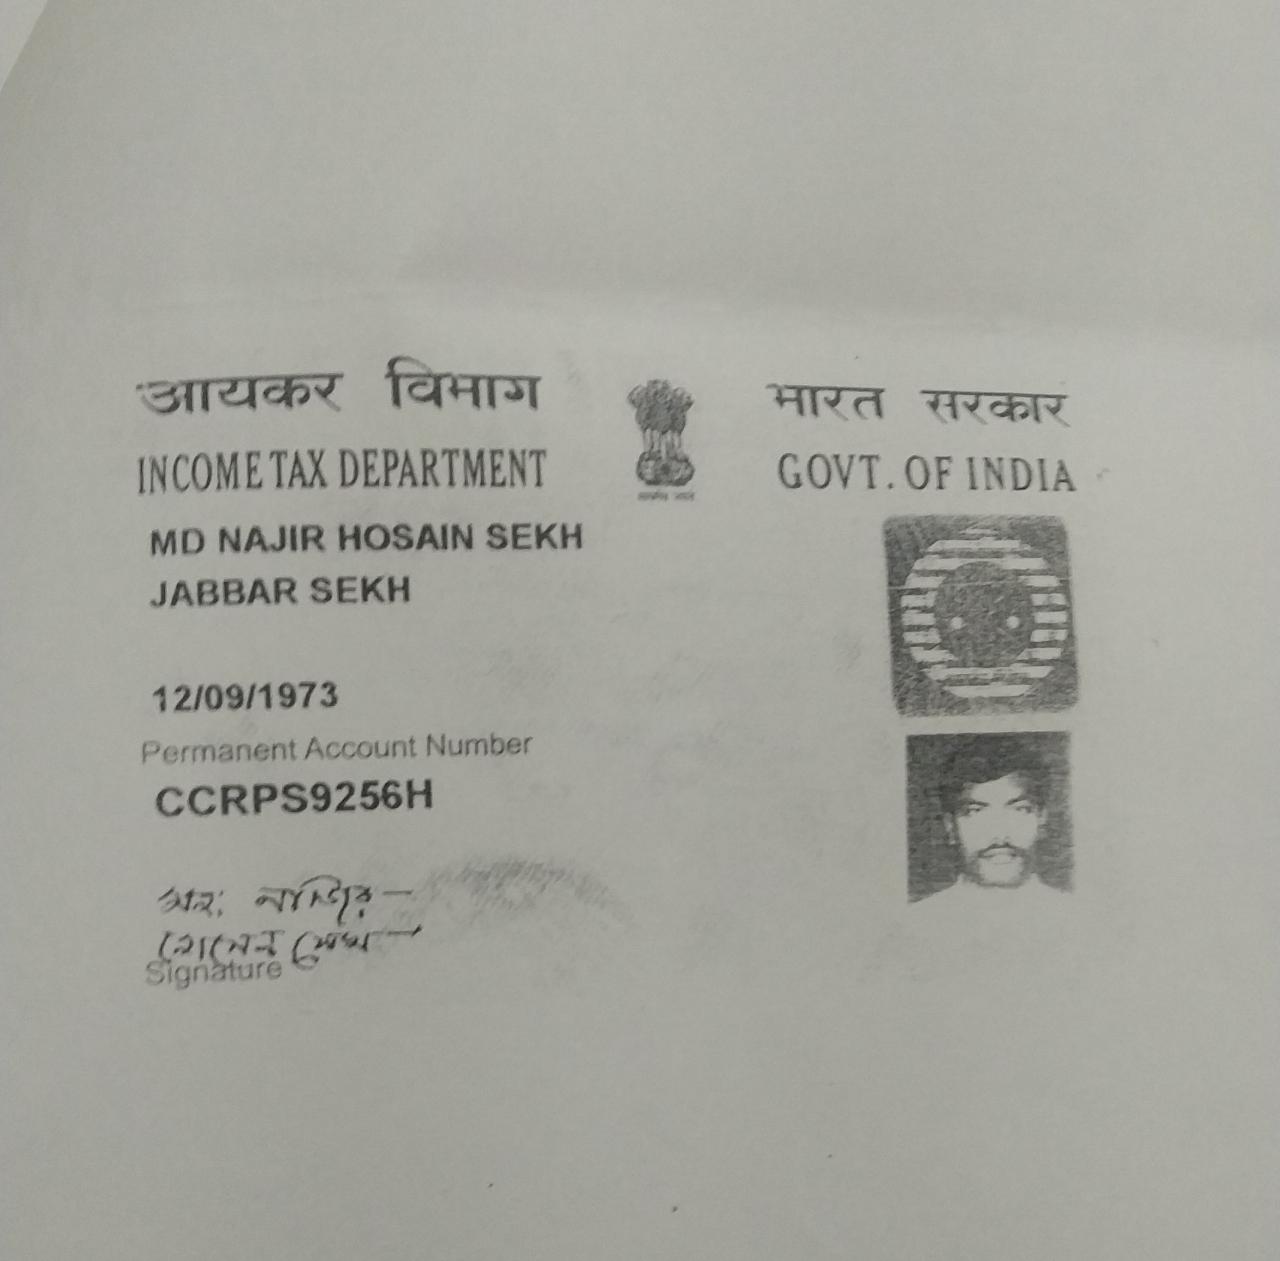 आयकर विभाग
भारत सरकार
INCOME TAX DEPARTMENT
GOVT. OF INDIA
MD NAJIR HOSAIN SEKH
JABBAR SEKH
12/09/1973
Permanent Account Number
CCRPS9256H
মহঃ নাজির
হোসেন সেখ
Signature